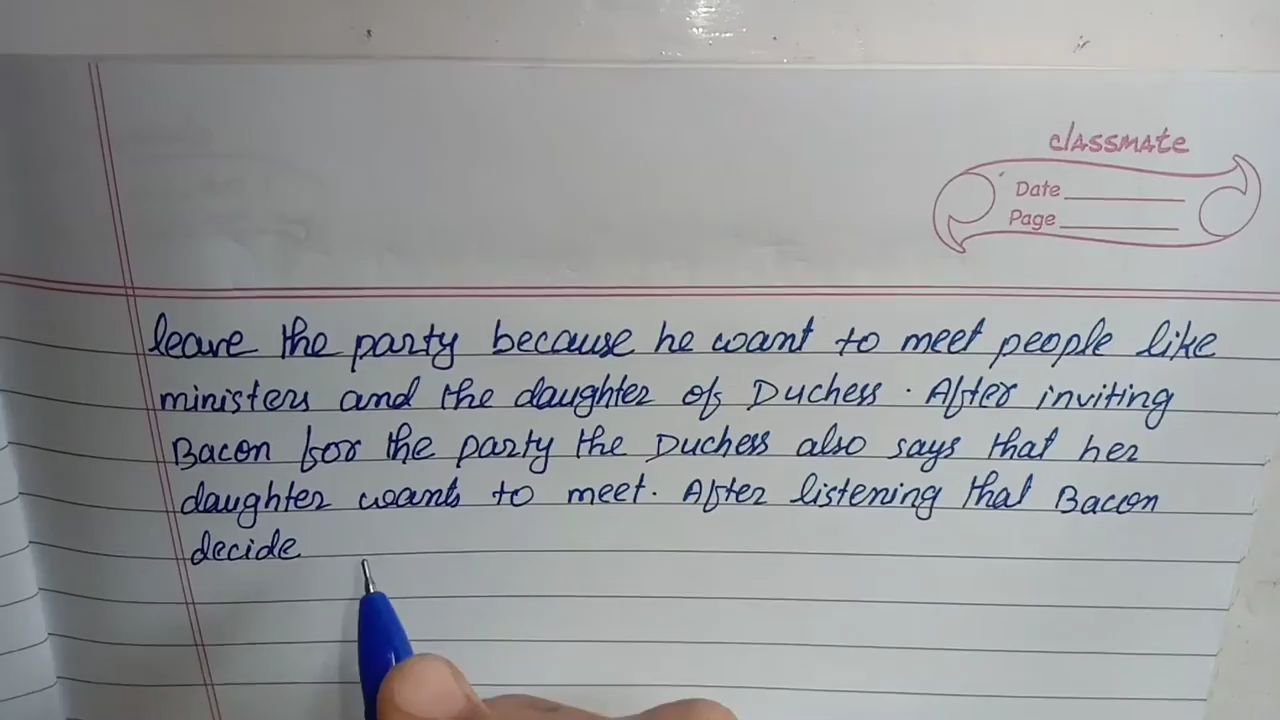 classmate
Date
Page
leave the party because he want to meet people like
ministers and the daughter of Duchess. After inviting
Bacon for the party the Duchess also says that her
daughter wants to meet. After listening that Bacon
decide